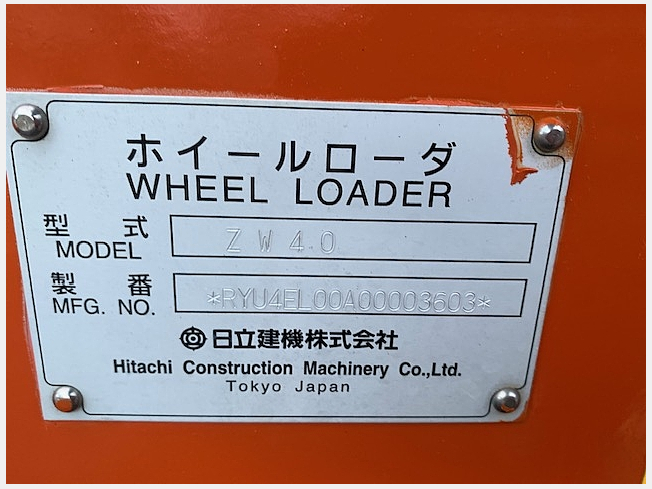 ホイールローダ
WHEEL LOADER
型 式
MODEL
ZW40
製 番
MFG. NO.
*RYU4EL00A00003603*
日立建機株式会社
Hitachi Construction Machinery Co.,Ltd.
Tokyo Japan